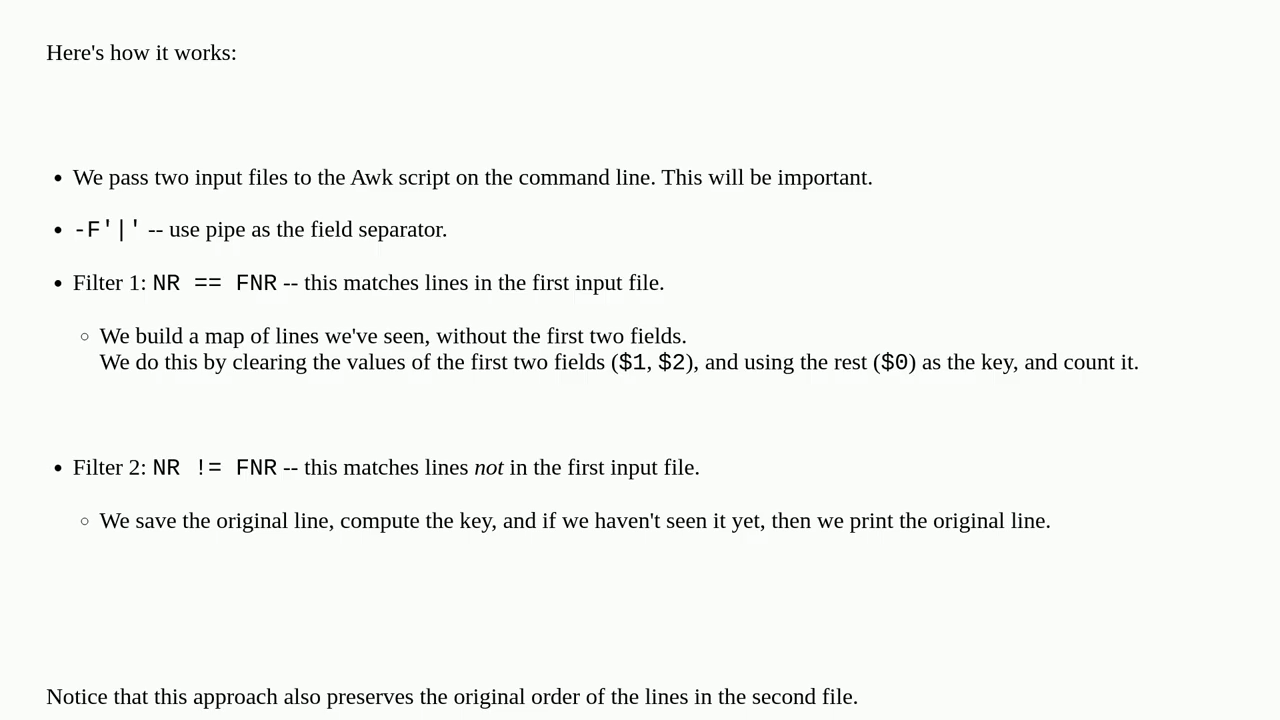 Here's how it works:
• We pass two input files to the Awk script on the command line. This will be important.
• -F'|' -- use pipe as the field separator.
• Filter 1: NR == FNR -- this matches lines in the first input file.
◦ We build a map of lines we've seen, without the first two fields.
We do this by clearing the values of the first two fields ($1, $2), and using the rest ($0) as the key, and count it.
• Filter 2: NR != FNR -- this matches lines not in the first input file.
◦ We save the original line, compute the key, and if we haven't seen it yet, then we print the original line.
Notice that this approach also preserves the original order of the lines in the second file.